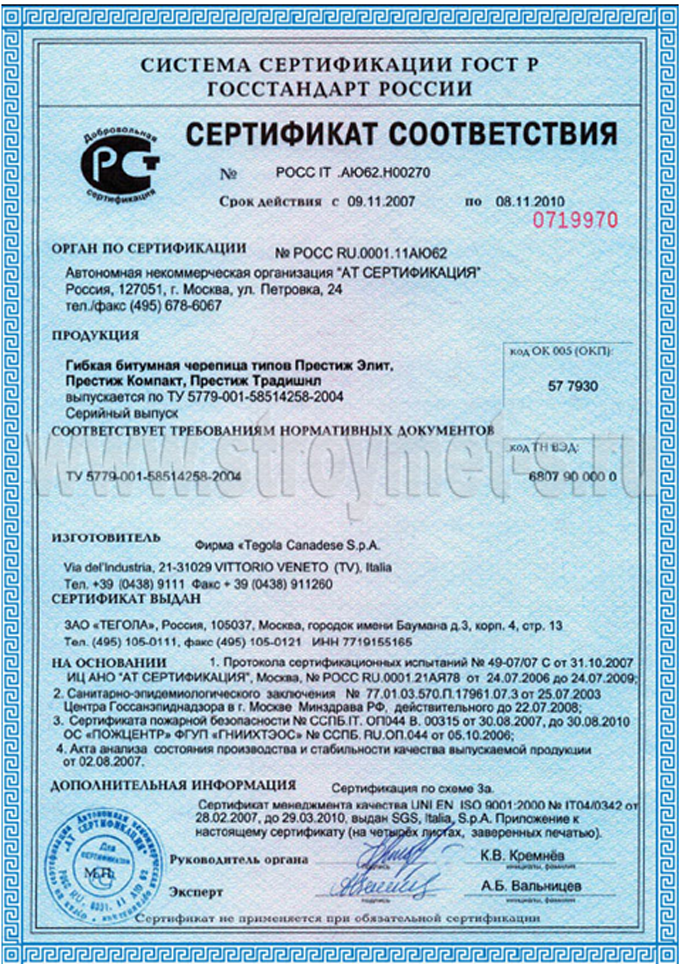 СИСТЕМА СЕРТИФИКАЦИИ ГОСТ Р
ГОССТАНДАРТ РОССИИ
Добровольная
РСТ
сертификация
СЕРТИФИКАТ СООТВЕТСТВИЯ
№ РОСС IT .АЮ62.Н00270
Срок действия с 09.11.2007 по 08.11.2010
0719970
ОРГАН ПО СЕРТИФИКАЦИИ № РОСС RU.0001.11АЮ62
Автономная некоммерческая организация "АТ СЕРТИФИКАЦИЯ"
Россия, 127051, г. Москва, ул. Петровка, 24
тел./факс (495) 678-6067
ПРОДУКЦИЯ
Гибкая битумная черепица типов Престиж Элит,
Престиж Компакт, Престиж Традишнл
выпускается по ТУ 5779-001-58514258-2004
Серийный выпуск
код ОК 005 (ОКП):
57 7930
СООТВЕТСТВУЕТ ТРЕБОВАНИЯМ НОРМАТИВНЫХ ДОКУМЕНТОВ
ТУ 5779-001-58514258-2004
код ТН ВЭД:
6807 90 000 0
www.stroymet-c.ru
ИЗГОТОВИТЕЛЬ Фирма «Tegola Canadese S.p.A.
Via del'Industria, 21-31029 VITTORIO VENETO (TV), Italia
Тел. +39 (0438) 9111 Факс + 39 (0438) 911260
СЕРТИФИКАТ ВЫДАН
ЗАО «ТЕГОЛА», Россия, 105037, Москва, городок имени Баумана д.3, корп. 4, стр. 13
Тел. (495) 105-0111, факс (495) 105-0121 ИНН 7719155165
НА ОСНОВАНИИ 1. Протокола сертификационных испытаний № 49-07/07 С от 31.10.2007
ИЦ АНО "АТ СЕРТИФИКАЦИЯ", Москва, № РОСС RU.0001.21АЯ78 от 24.07.2006 до 24.07.2009;
2. Санитарно-эпидемиологического заключения № 77.01.03.570.П.17961.07.3 от 25.07.2003
Центра Госсанэпиднадзора в г. Москве Минздрава РФ, действительного до 22.07.2008;
3. Сертификата пожарной безопасности № ССПБ.IT. ОП044 В. 00315 от 30.08.2007, до 30.08.2010
ОС «ПОЖЦЕНТР» ФГУП «ГНИИХТЭОС» № ССПБ. RU.ОП.044 от 05.10.2006;
4. Акта анализа состояния производства и стабильности качества выпускаемой продукции
от 02.08.2007.
ДОПОЛНИТЕЛЬНАЯ ИНФОРМАЦИЯ Сертификация по схеме 3а.
Сертификат менеджмента качества UNI EN ISO 9001:2000 № IT04/0342 от
28.02.2007, до 29.03.2010, выдан SGS, Italia, S.p.A. Приложение к
настоящему сертификату (на четырёх листах, заверенных печатью).
Автономная некоммерческая организация
"АТ СЕРТИФИКАЦИЯ"
Для
сертификатов
М.П.
Руководитель органа К.В. Кремнёв
подпись инициалы, фамилия
Эксперт А.Б. Вальницев
подпись инициалы, фамилия
Сертификат не применяется при обязательной сертификации